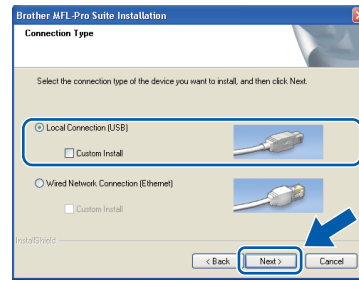 Brother MFL-Pro Suite Installation
Connection Type
Select the connection type of the device you want to install, and then click Next.
Local Connection (USB)
Custom Install
Wired Network Connection (Ethernet)
Custom Install
InstallShield
< Back Next > Cancel